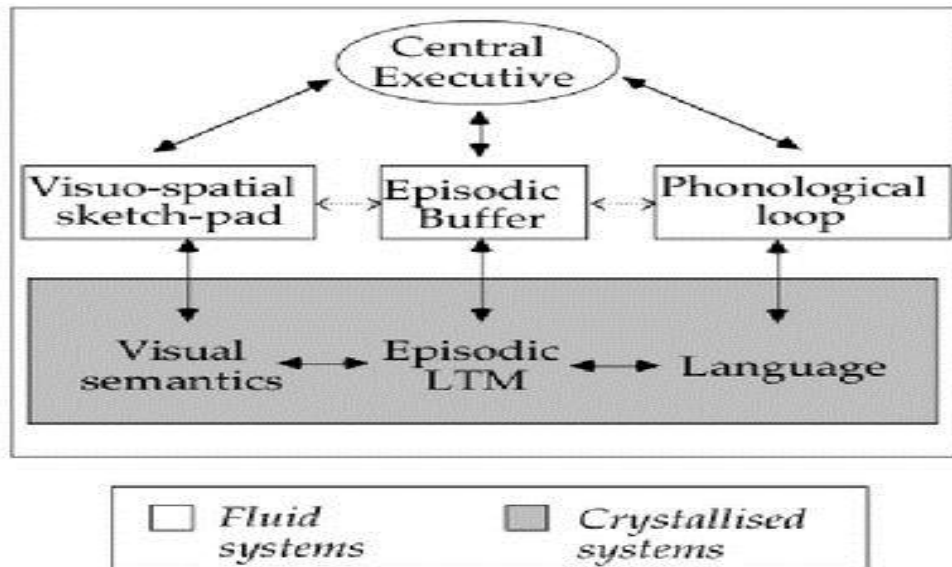 Central
Executive
Visuo-spatial
sketch-pad
Episodic
Buffer
Phonological
loop
Visual
semantics
Episodic
LTM
Language
Fluid
systems
Crystallised
systems